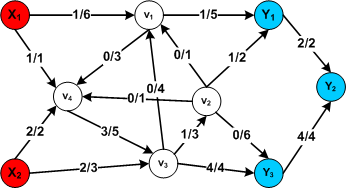 X1 1/6 v1 1/5 Y1
1/1 0/3 0/1 1/2 2/2
v4 0/1 0/4 v2 Y2
2/2 3/5 1/3 0/6 4/4
X2 2/3 v3 4/4 Y3